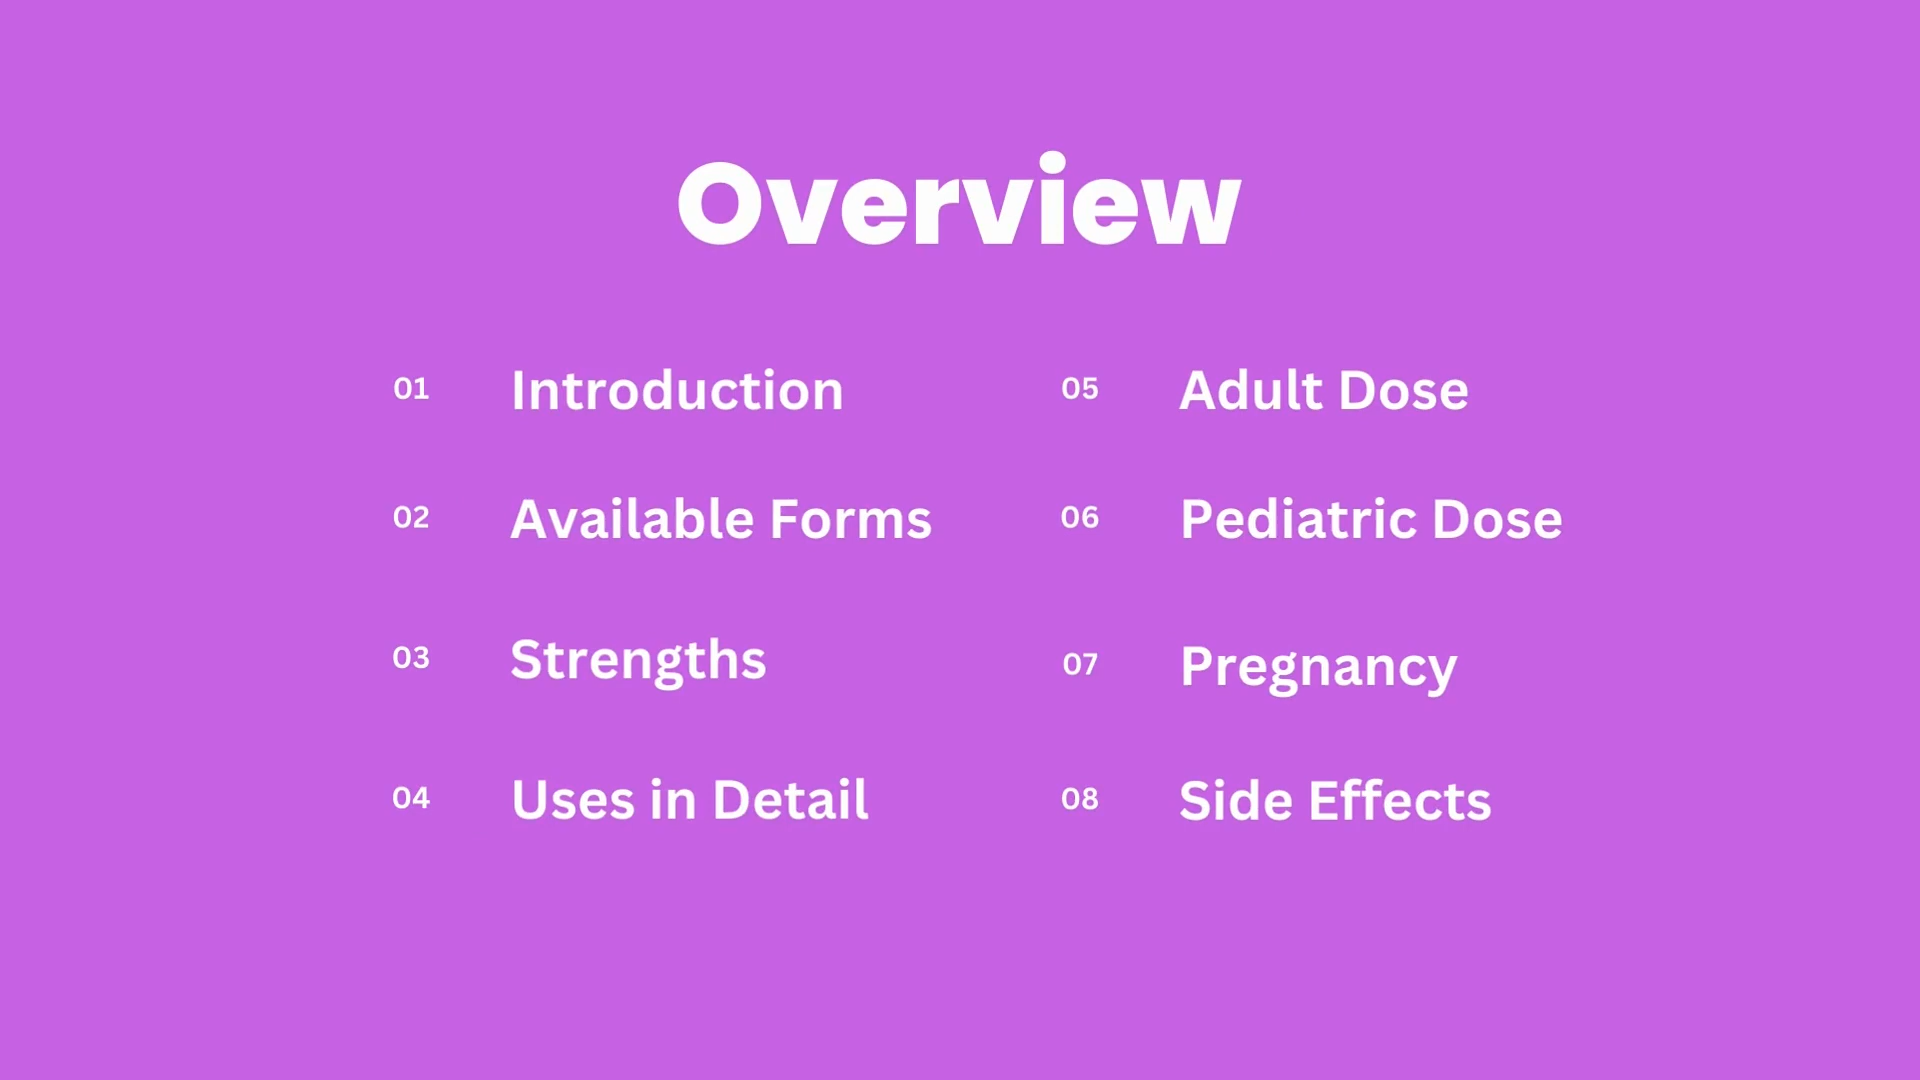 Overview
01 Introduction
02 Available Forms
03 Strengths
04 Uses in Detail
05 Adult Dose
06 Pediatric Dose
07 Pregnancy
08 Side Effects